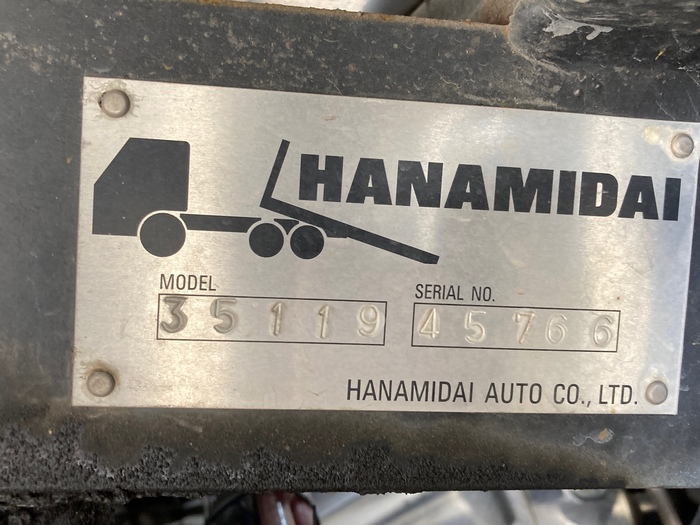 HANAMIDAI
MODEL
35119
SERIAL NO.
45766
HANAMIDAI AUTO CO., LTD.